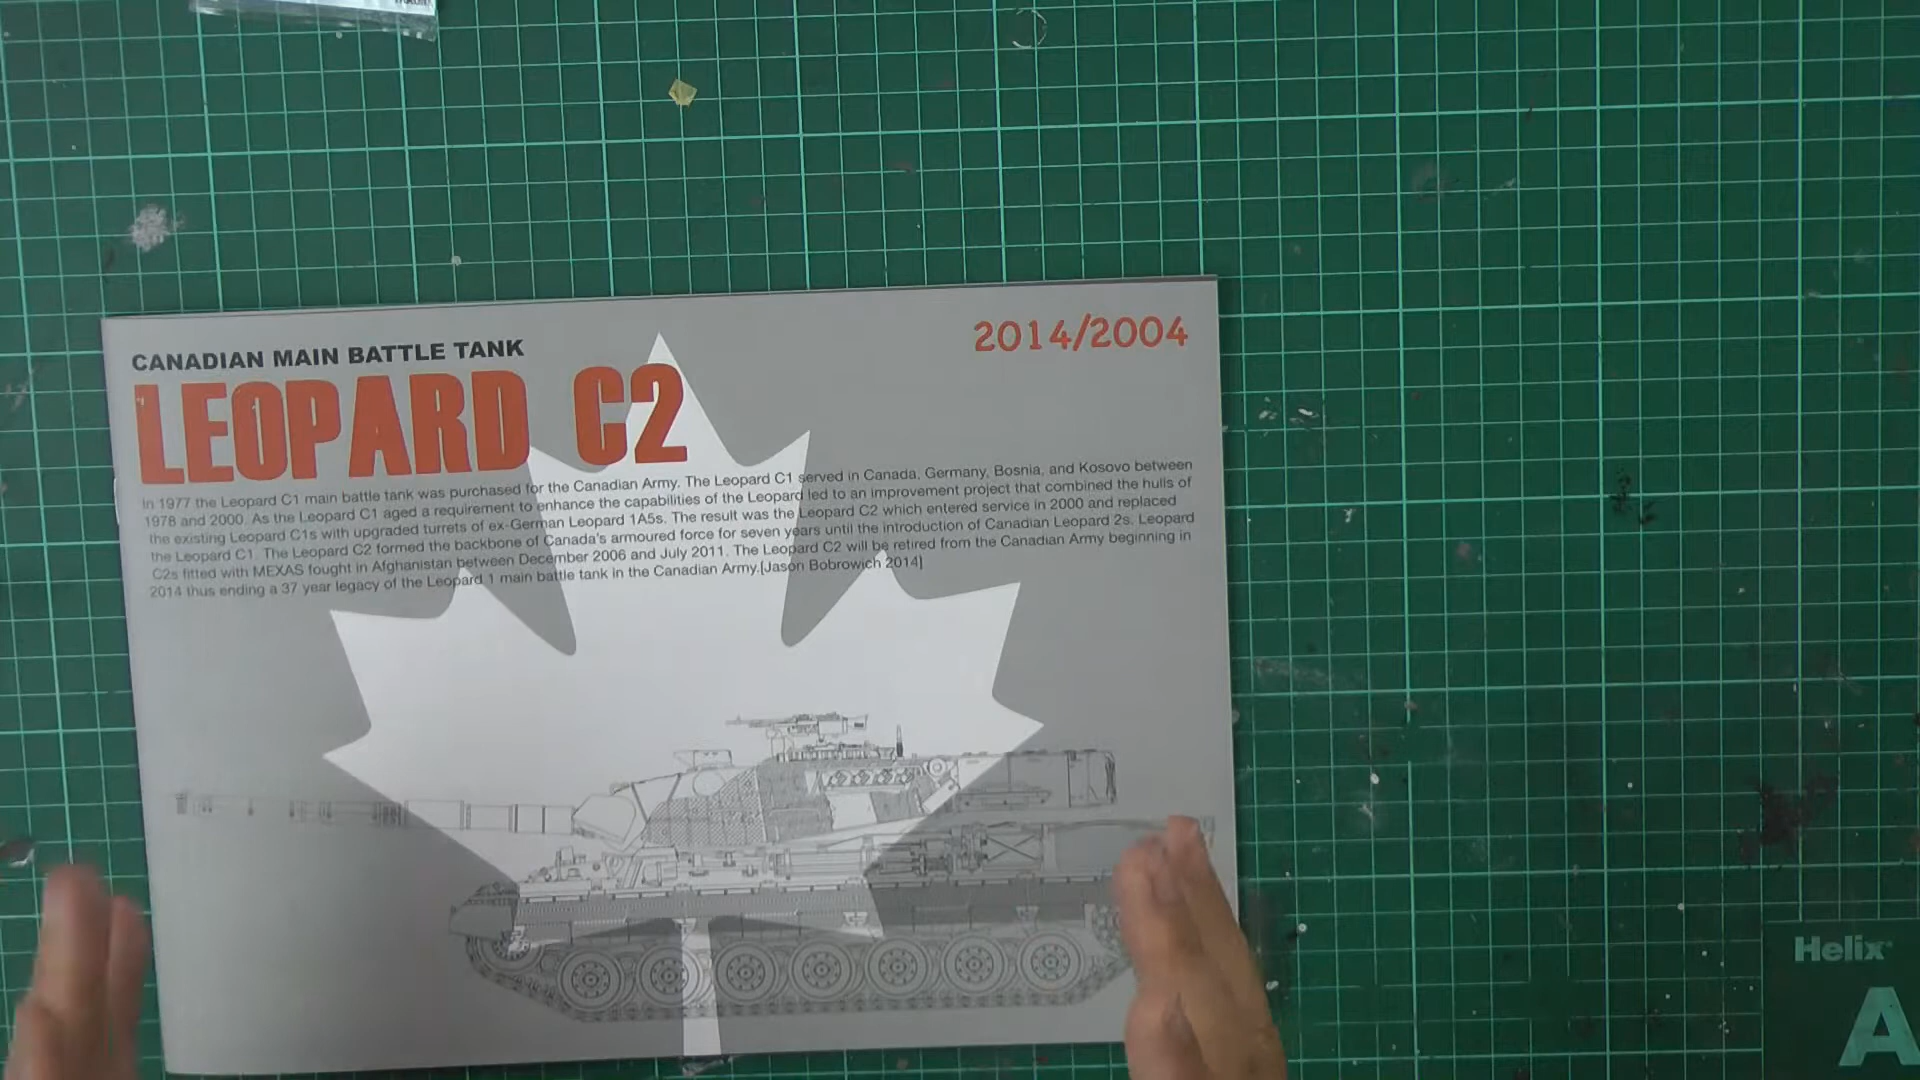 CANADIAN MAIN BATTLE TANK
2014/2004
LEOPARD C2
In 1977 the Leopard C1 main battle tank was purchased for the Canadian Army. The Leopard C1 served in Canada, Germany, Bosnia, and Kosovo between
1978 and 2000. As the Leopard C1 aged a requirement to enhance the capabilities of the Leopard led to an improvement project that combined the hulls of
the existing Leopard C1s with upgraded turrets of ex-German Leopard 1A5s. The result was the Leopard C2 which entered service in 2000 and replaced
the Leopard C1. The Leopard C2 formed the backbone of Canada's armoured force for seven years until the introduction of Canadian Leopard 2s. Leopard
C2s fitted with MEXAS fought in Afghanistan between December 2006 and July 2011. The Leopard C2 will be retired from the Canadian Army beginning in
2014 thus ending a 37 year legacy of the Leopard 1 main battle tank in the Canadian Army.[Jason Bobrowich 2014]
Helix
A